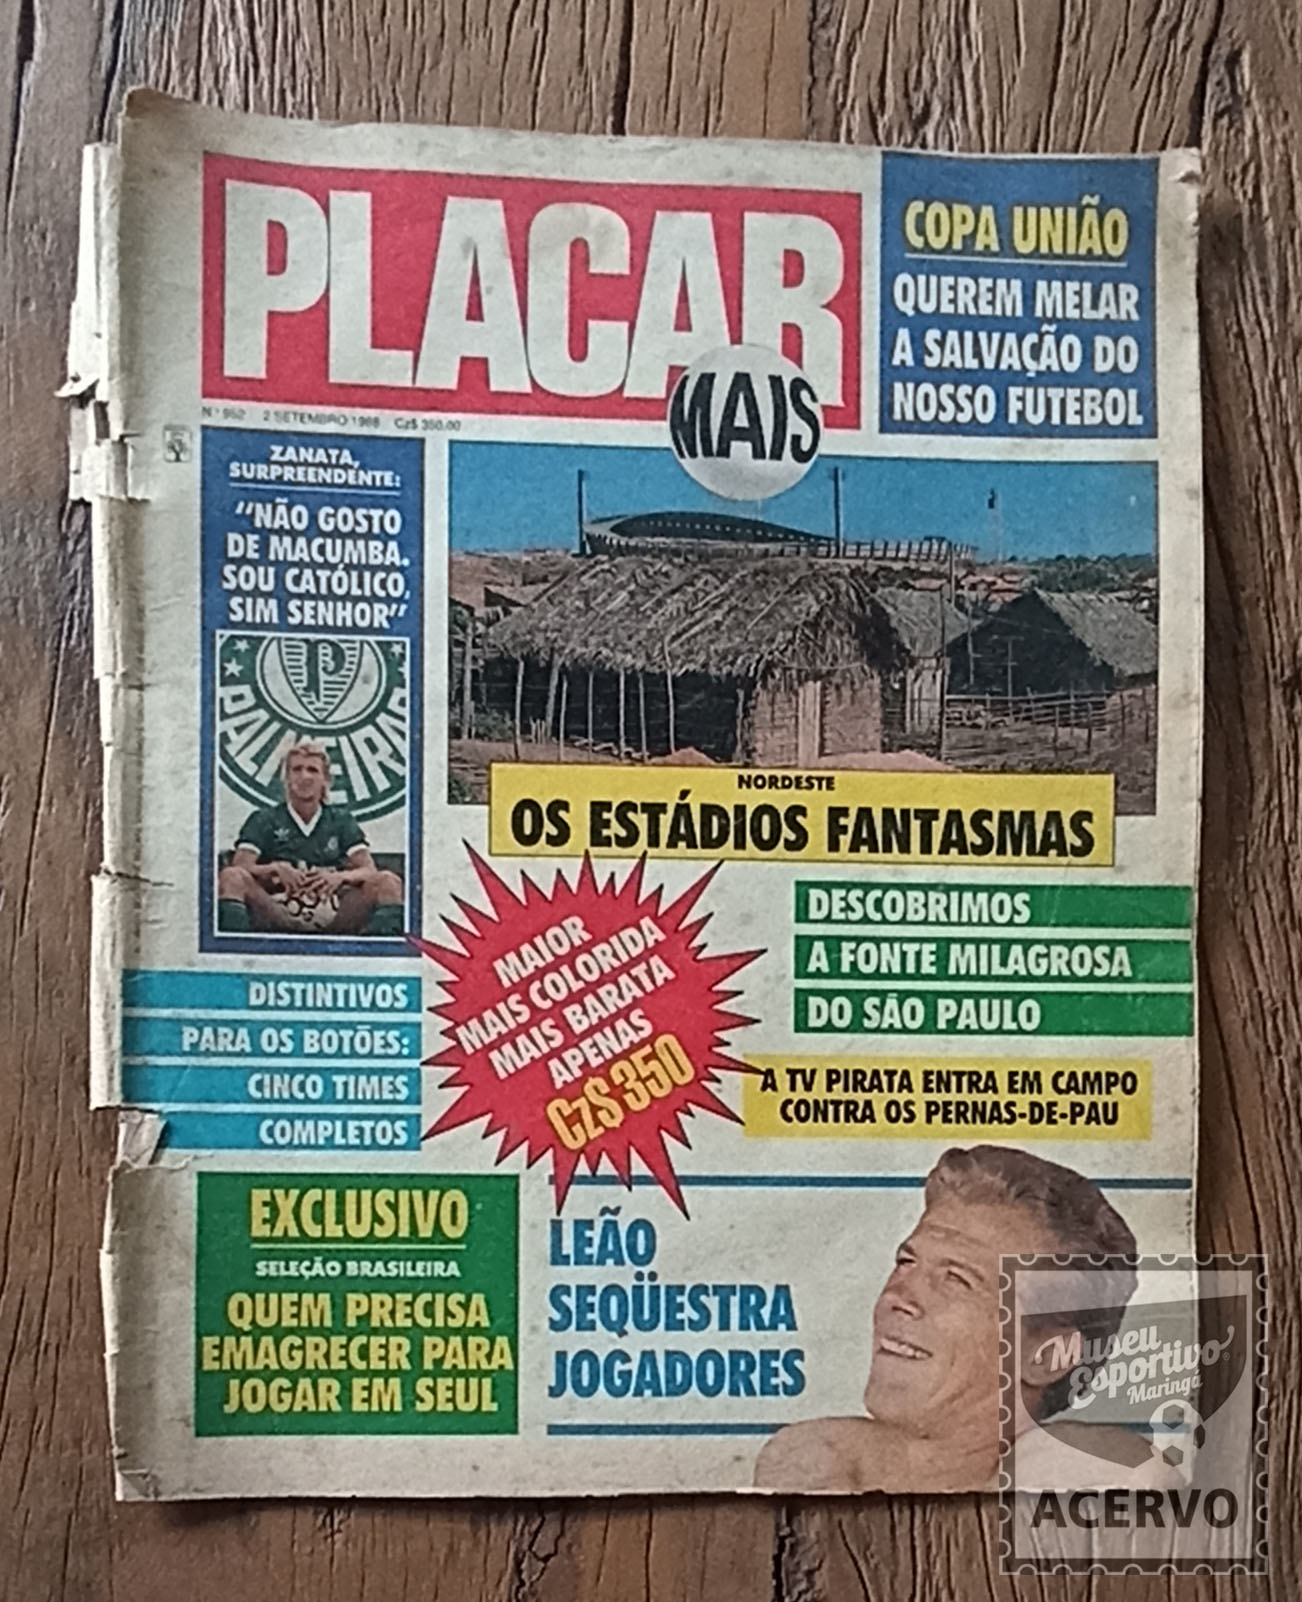 PLACAR
MAIS
COPA UNIÃO
QUEREM MELAR
A SALVAÇÃO DO
NOSSO FUTEBOL
2 SETEMBRO 1988 Cz$ 350,00
ZANATA,
SURPREENDENTE:
"NÃO GOSTO
DE MACUMBA.
SOU CATÓLICO,
SIM SENHOR"
P
PALMEIRAS
NORDESTE
OS ESTÁDIOS FANTASMAS
MAIOR
MAIS COLORIDA
MAIS BARATA
APENAS
Cz$ 350
DESCOBRIMOS
A FONTE MILAGROSA
DO SÃO PAULO
DISTINTIVOS
PARA OS BOTÕES:
CINCO TIMES
COMPLETOS
A TV PIRATA ENTRA EM CAMPO
CONTRA OS PERNAS-DE-PAU
EXCLUSIVO
SELEÇÃO BRASILEIRA
QUEM PRECISA
EMAGRECER PARA
JOGAR EM SEUL
LEÃO
SEQÜESTRA
JOGADORES
Museu
Esportivo
Maringá
ACERVO